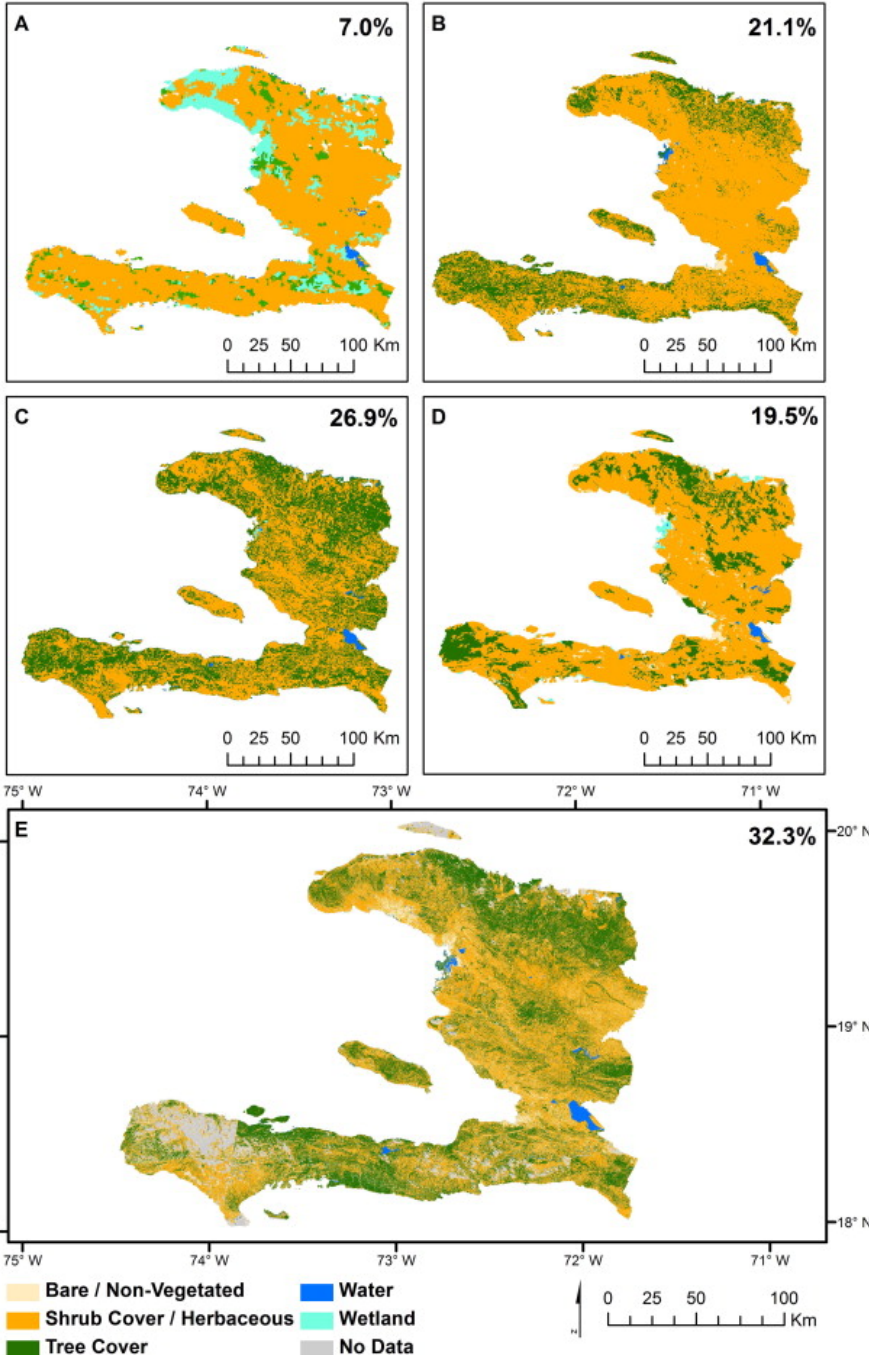 A 7.0%
0 25 50 100 Km
B 21.1%
0 25 50 100 Km
C 26.9%
0 25 50 100 Km
D 19.5%
0 25 50 100 Km
75° W 74° W 73° W 72° W 71° W
E 32.3%
20° N
19° N
18° N
75° W 74° W 73° W 72° W 71° W
Bare / Non-Vegetated
Shrub Cover / Herbaceous
Tree Cover
Water
Wetland
No Data
N
0 25 50 100
Km